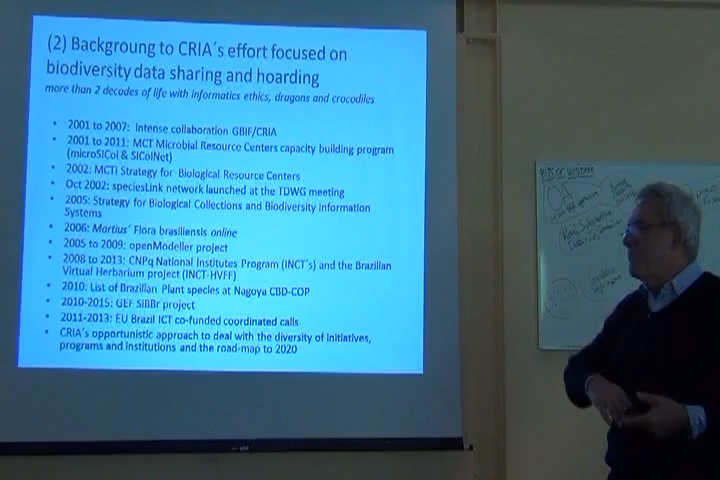 (2) Backgroung to CRIA´s effort focused on
biodiversity data sharing and hoarding
more than 2 decades of life with informatics ethics, dragons and crocodiles
• 2001 to 2007: Intense collaboration GBIF/CRIA
• 2001 to 2011: MCT Microbial Resource Centers capacity building program
(microSICol & SIColNet)
• 2002: MCTI Strategy for Biological Resource Centers
• Oct 2002: speciesLink network launched at the TDWG meeting
• 2005: Strategy for Biological Collections and Biodiversity Information
Systems
• 2006: Martius´ Flora brasiliensis online
• 2005 to 2009: openModeller project
• 2008 to 2013: CNPq National Institutes Program (INCT´s) and the Brazilian
Virtual Herbarium project (INCT-HVFF)
• 2010: List of Brazilian Plant species at Nagoya CBD-COP
• 2010-2015: GEF SiBBr project
• 2011-2013: EU Brazil ICT co-funded coordinated calls
• CRIA´s opportunistic approach to deal with the diversity of initiatives,
programs and institutions and the road-map to 2020
OA